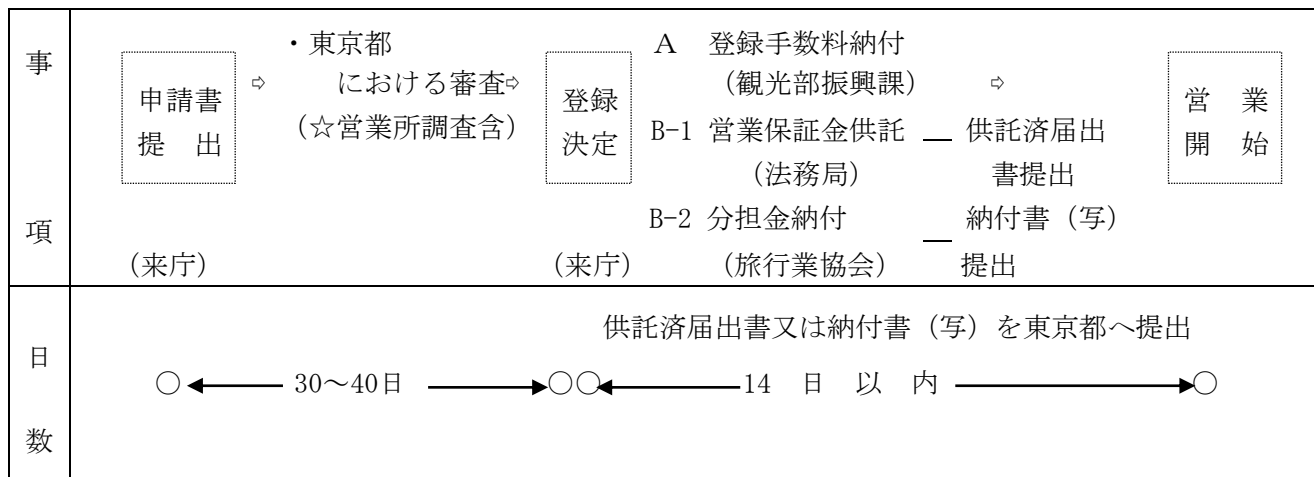 事項
申請書
提　出
(来庁)
⇨
・東京都
における審査⇨
(☆営業所調査含)
登録
決定
(来庁)
A　登録手数料納付
(観光部振興課)　⇨
B-1 営業保証金供託 ― 供託済届出
(法務局)　書提出
B-2 分担金納付 ― 納付書(写)
(旅行業協会)　提出
営　業
開　始
日数
供託済届出書又は納付書(写)を東京都へ提出
○ 30～40日 ○○ 14　日　以　内 ○